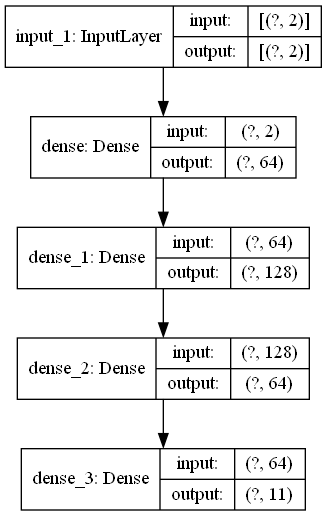 input_1: InputLayer
input: [(?, 2)]
output: [(?, 2)]
dense: Dense
input: (?, 2)
output: (?, 64)
dense_1: Dense
input: (?, 64)
output: (?, 128)
dense_2: Dense
input: (?, 128)
output: (?, 64)
dense_3: Dense
input: (?, 64)
output: (?, 11)